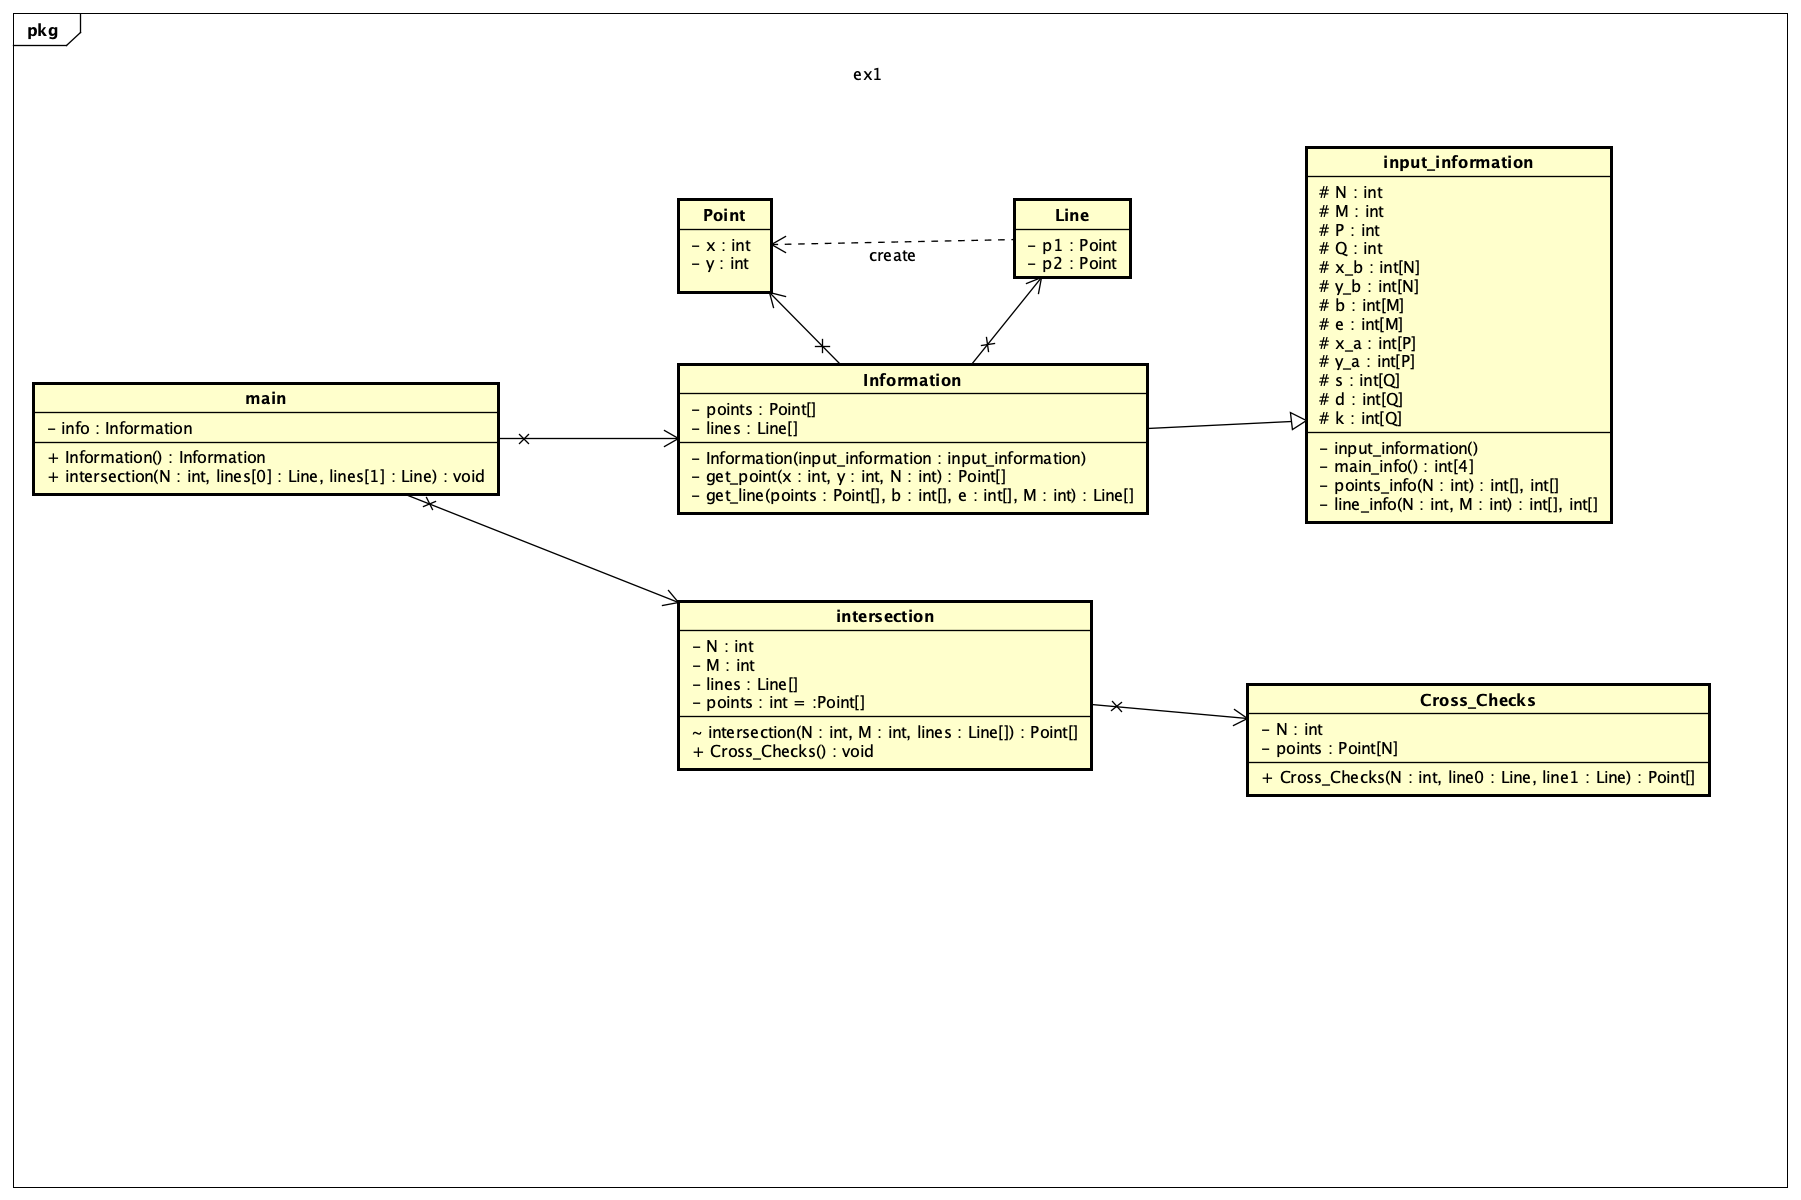 pkg
ex1
Point
- x : int
- y : int
create
Line
- p1 : Point
- p2 : Point
input_information
# N : int
# M : int
# P : int
# Q : int
# x_b : int[N]
# y_b : int[N]
# b : int[M]
# e : int[M]
# x_a : int[P]
# y_a : int[P]
# s : int[Q]
# d : int[Q]
# k : int[Q]
- input_information()
- main_info() : int[4]
- points_info(N : int) : int[], int[]
- line_info(N : int, M : int) : int[], int[]
main
- info : Information
+ Information() : Information
+ intersection(N : int, lines[0] : Line, lines[1] : Line) : void
Information
- points : Point[]
- lines : Line[]
- Information(input_information : input_information)
- get_point(x : int, y : int, N : int) : Point[]
- get_line(points : Point[], b : int[], e : int[], M : int) : Line[]
intersection
- N : int
- M : int
- lines : Line[]
- points : int = :Point[]
~ intersection(N : int, M : int, lines : Line[]) : Point[]
+ Cross_Checks() : void
Cross_Checks
- N : int
- points : Point[N]
+ Cross_Checks(N : int, line0 : Line, line1 : Line) : Point[]